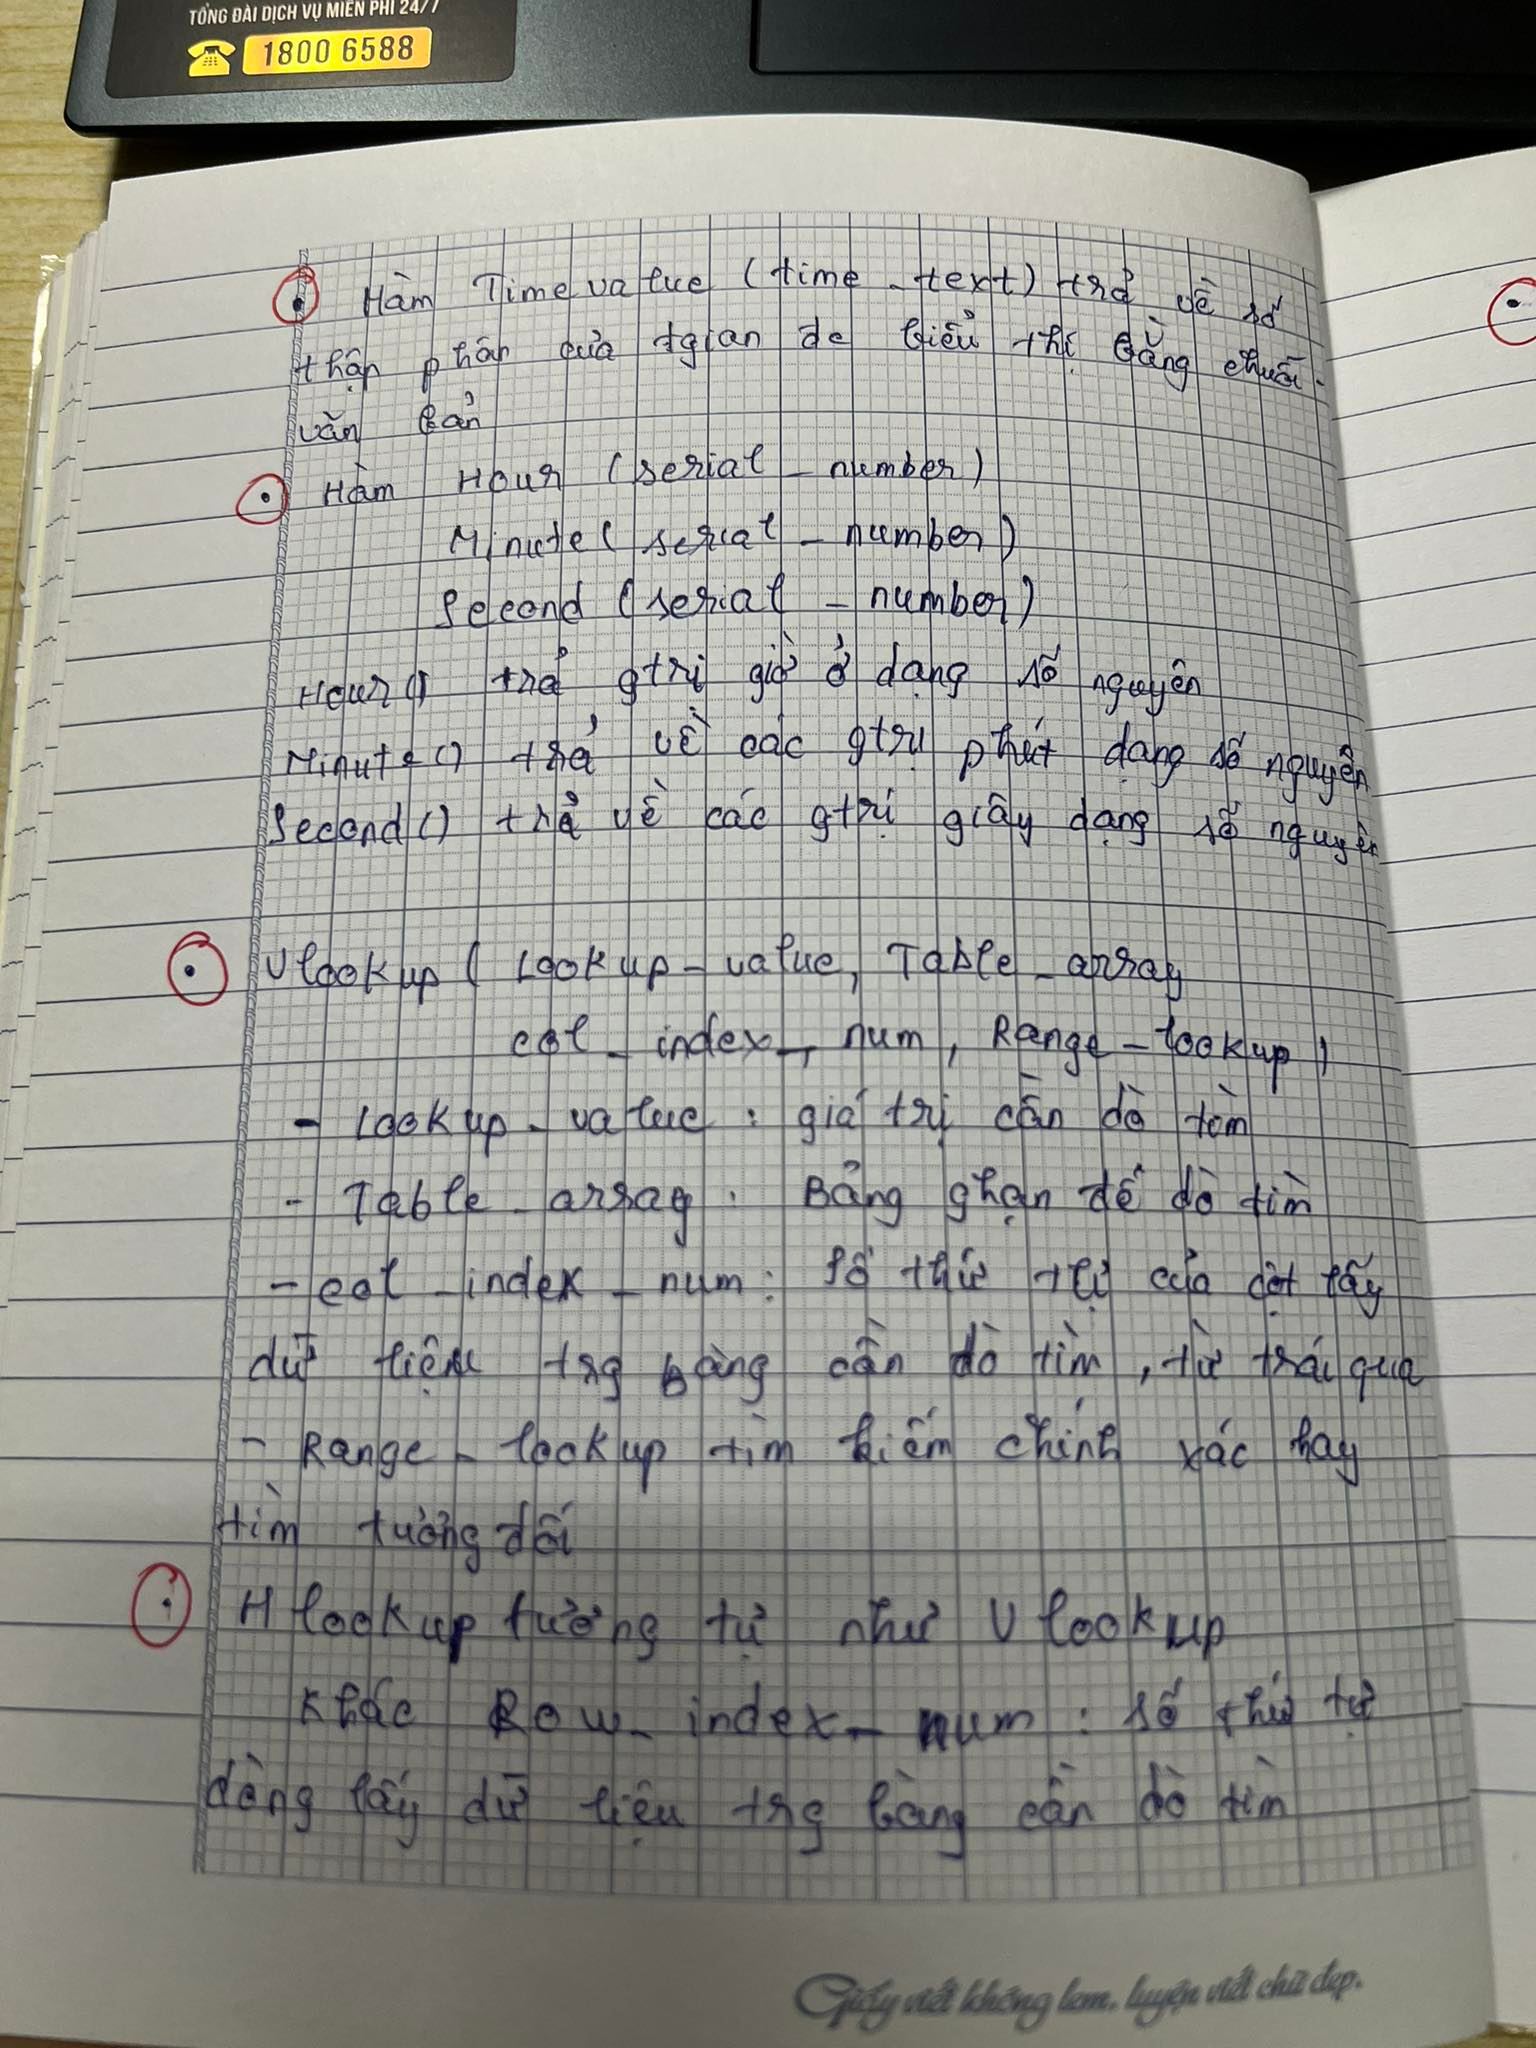 TỔNG ĐÀI DỊCH VỤ MIỄN PHÍ 24/7
1800 6588
Hàm Timevalue (time_text) trả về số
thập phân của tgian dc biểu thị bằng chuỗi
văn bản
Hàm Hour (serial_number)
Minute (serial_number)
Second (serial_number)
Hour() trả gtrị giờ ở dạng số nguyên
Minute() trả về các gtrị phút dạng số nguyên
Second() trả về các gtrị giây dạng số nguyên
Vlookup ( Lookup_value, Table_array
col_index_, num, Range_lookup )
- Lookup_value : giá trị cần dò tìm
- Table_array : Bảng ghạn để dò tìm
- col_index_num : Số thứ tự của cột lấy
dữ liệu trg bảng cần dò tìm, từ trái qua
- Range_lookup tìm kiếm chính xác hay
tìm tương đối
Hlookup tương tự như Vlookup
Khác Row_index_num : số thứ tự
dòng lấy dữ liệu trg bảng cần dò tìm
Giấy viết không lem, luyện viết chữ đẹp.